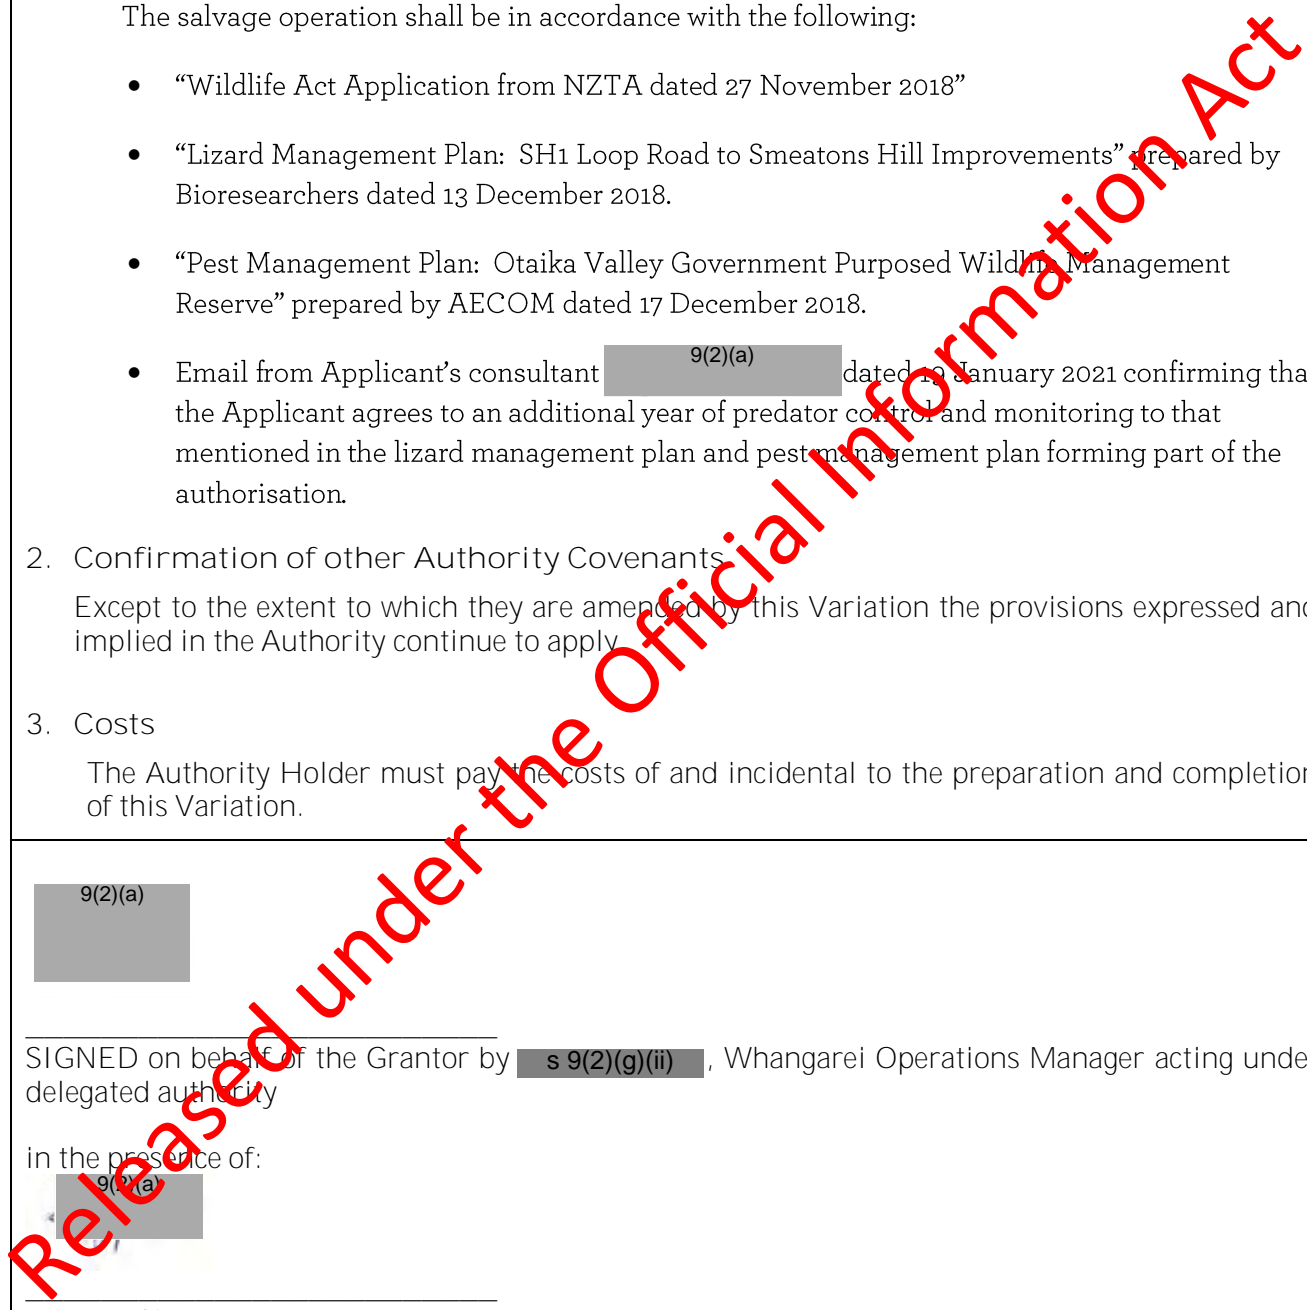 The salvage operation shall be in accordance with the following:
• “Wildlife Act Application from NZTA dated 27 November 2018”
• “Lizard Management Plan: SH1 Loop Road to Smeatons Hill Improvements” prepared by
Bioresearchers dated 13 December 2018.
• “Pest Management Plan: Otaika Valley Government Purposed Wildlife Management
Reserve” prepared by AECOM dated 17 December 2018.
• Email from Applicant’s consultant 9(2)(a) dated 19 January 2021 confirming tha
the Applicant agrees to an additional year of predator control and monitoring to that
mentioned in the lizard management plan and pest management plan forming part of the
authorisation.
2. Confirmation of other Authority Covenants
Except to the extent to which they are amended by this Variation the provisions expressed and
implied in the Authority continue to apply
3. Costs
The Authority Holder must pay the costs of and incidental to the preparation and completion
of this Variation.
9(2)(a)
SIGNED on behalf of the Grantor by s 9(2)(g)(ii) , Whangarei Operations Manager acting unde
delegated authority
in the presence of:
9(2)(a)
Released under the Official Information Act